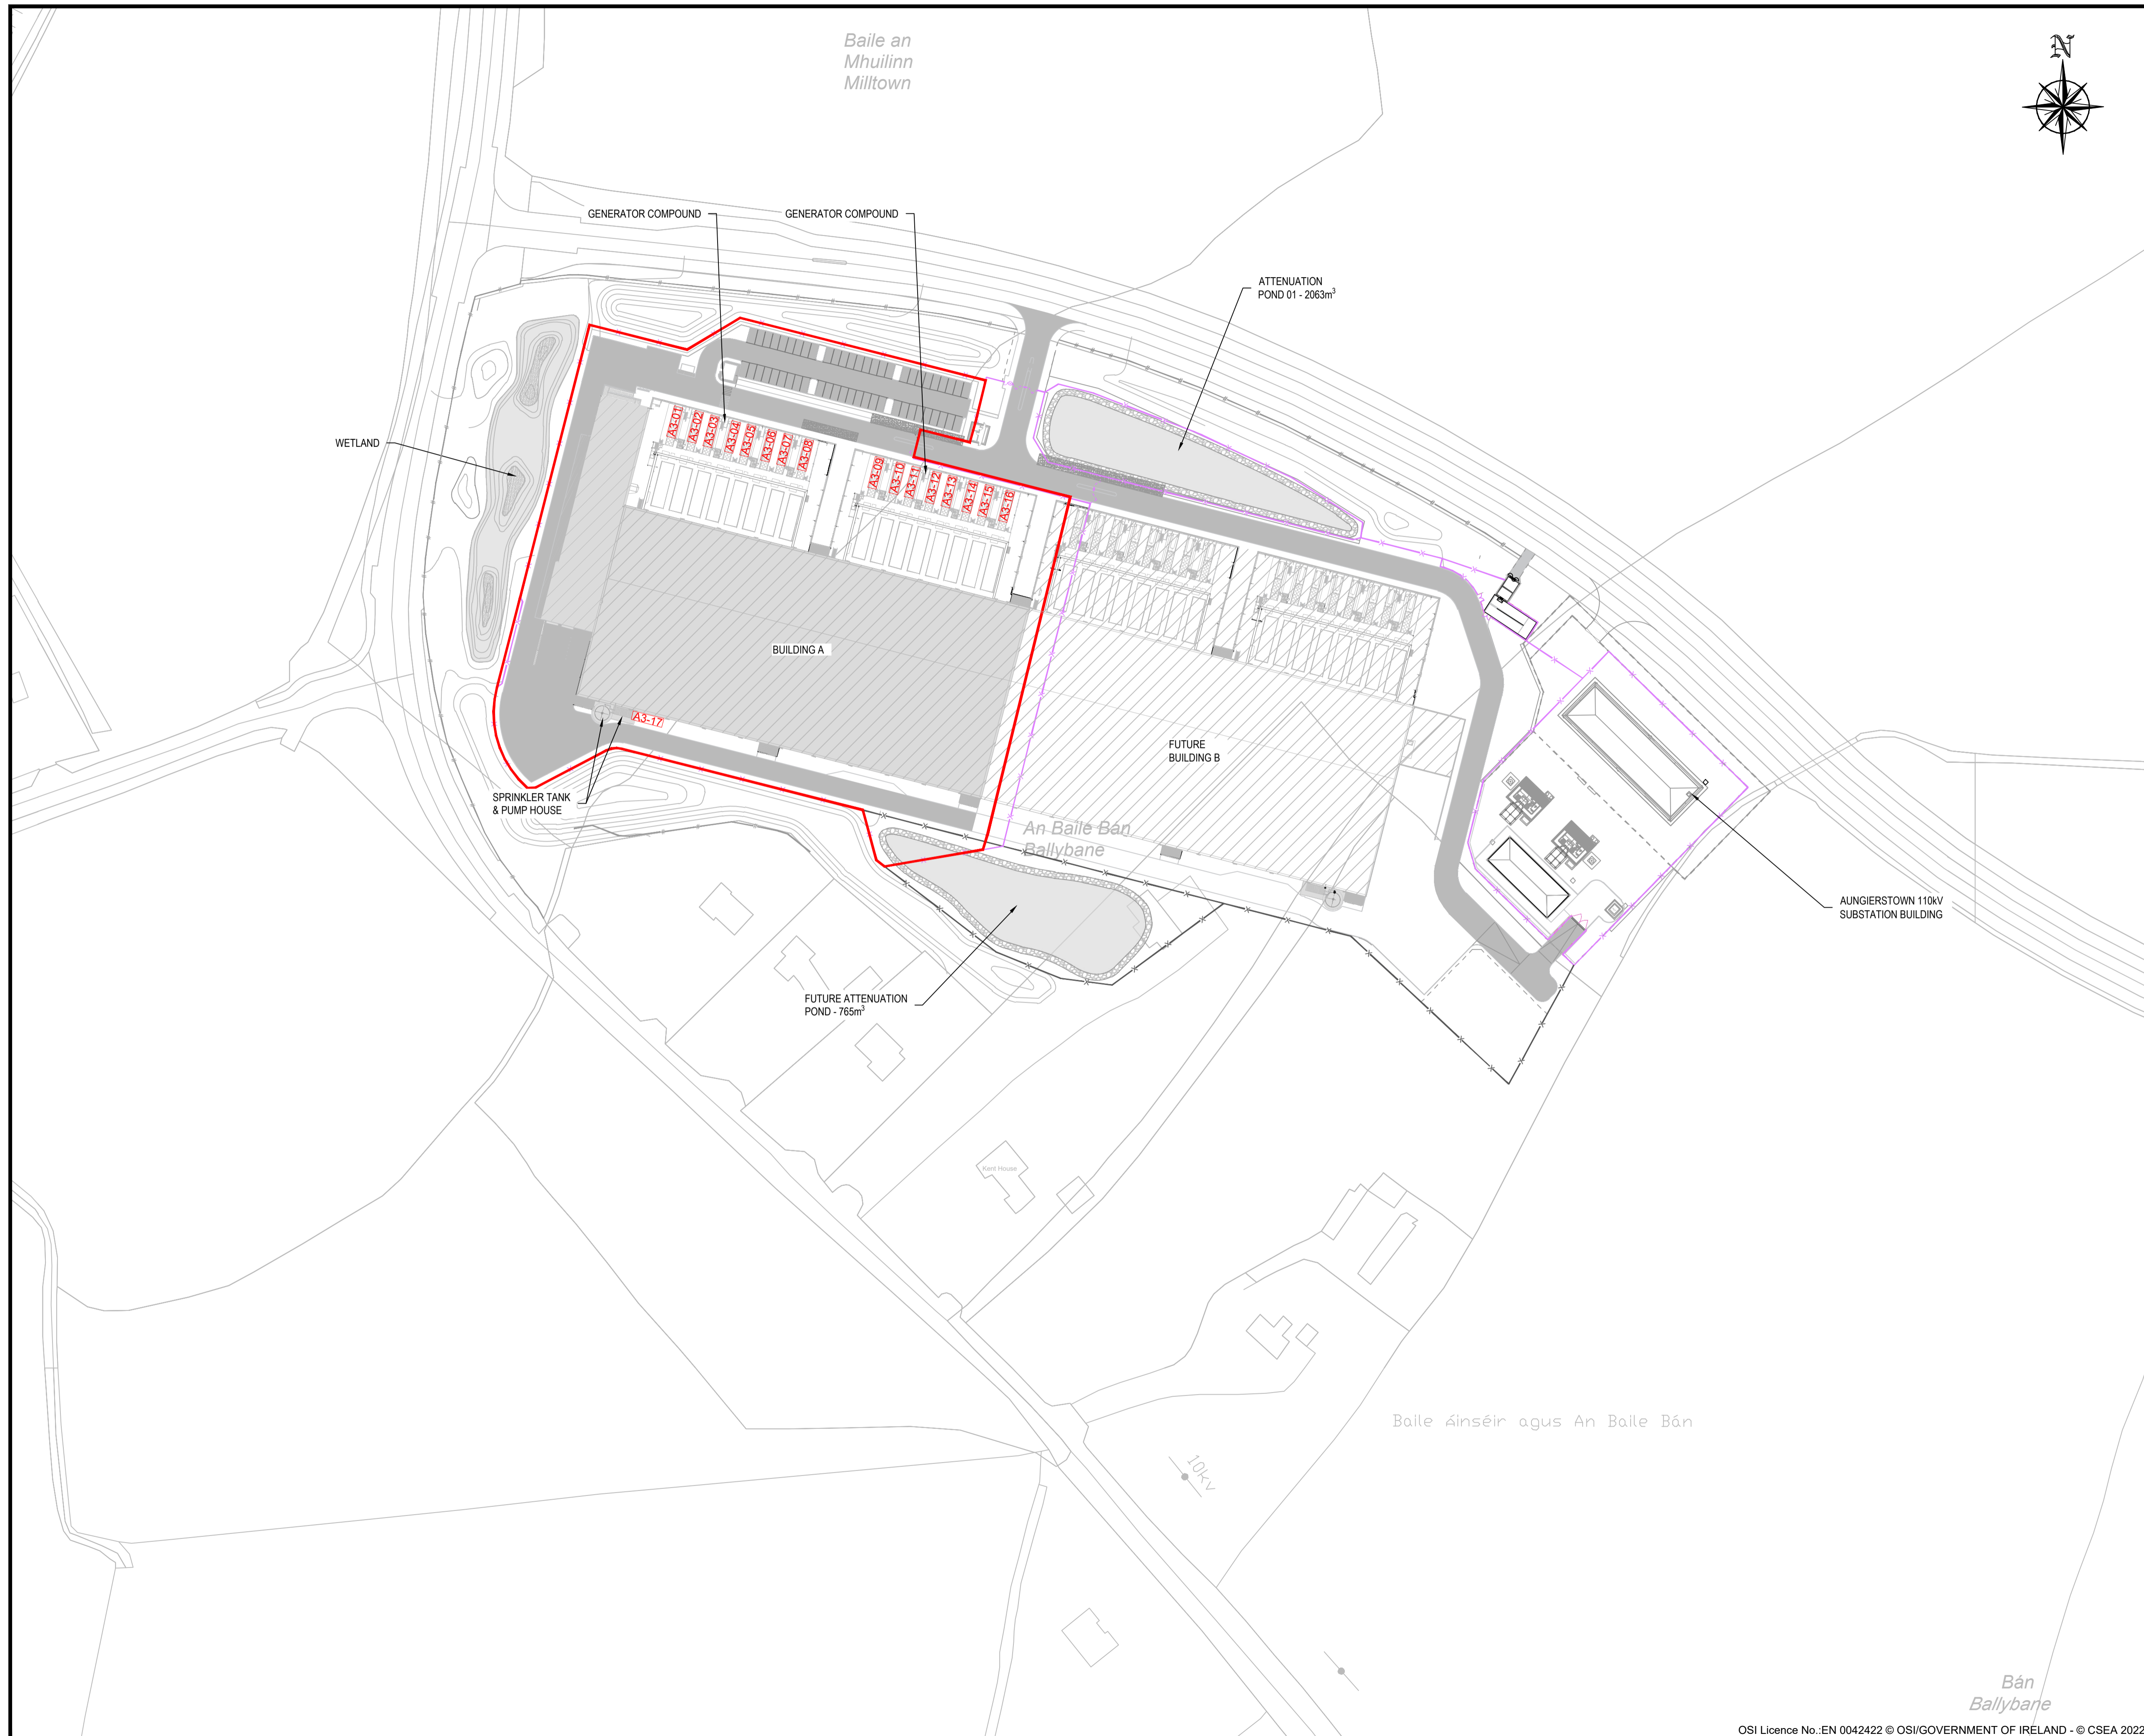 Baile an
Mhuilinn
Milltown
N
GENERATOR COMPOUND
GENERATOR COMPOUND
ATTENUATION
POND 01 - 2063m³
WETLAND
A3-01
A3-02
A3-03
A3-04
A3-05
A3-06
A3-07
A3-08
A3-09
A3-10
A3-11
A3-12
A3-13
A3-14
A3-15
A3-16
BUILDING A
A3-17
FUTURE
BUILDING B
SPRINKLER TANK
& PUMP HOUSE
An Baile Bán
Ballybane
AUNGIERSTOWN 110kV
SUBSTATION BUILDING
FUTURE ATTENUATION
POND - 765m³
Kent House
Baile áinséir agus An Baile Bán
10kv
Bán
Ballybane
OSI Licence No.:EN 0042422 © OSI/GOVERNMENT OF IRELAND - © CSEA 2022